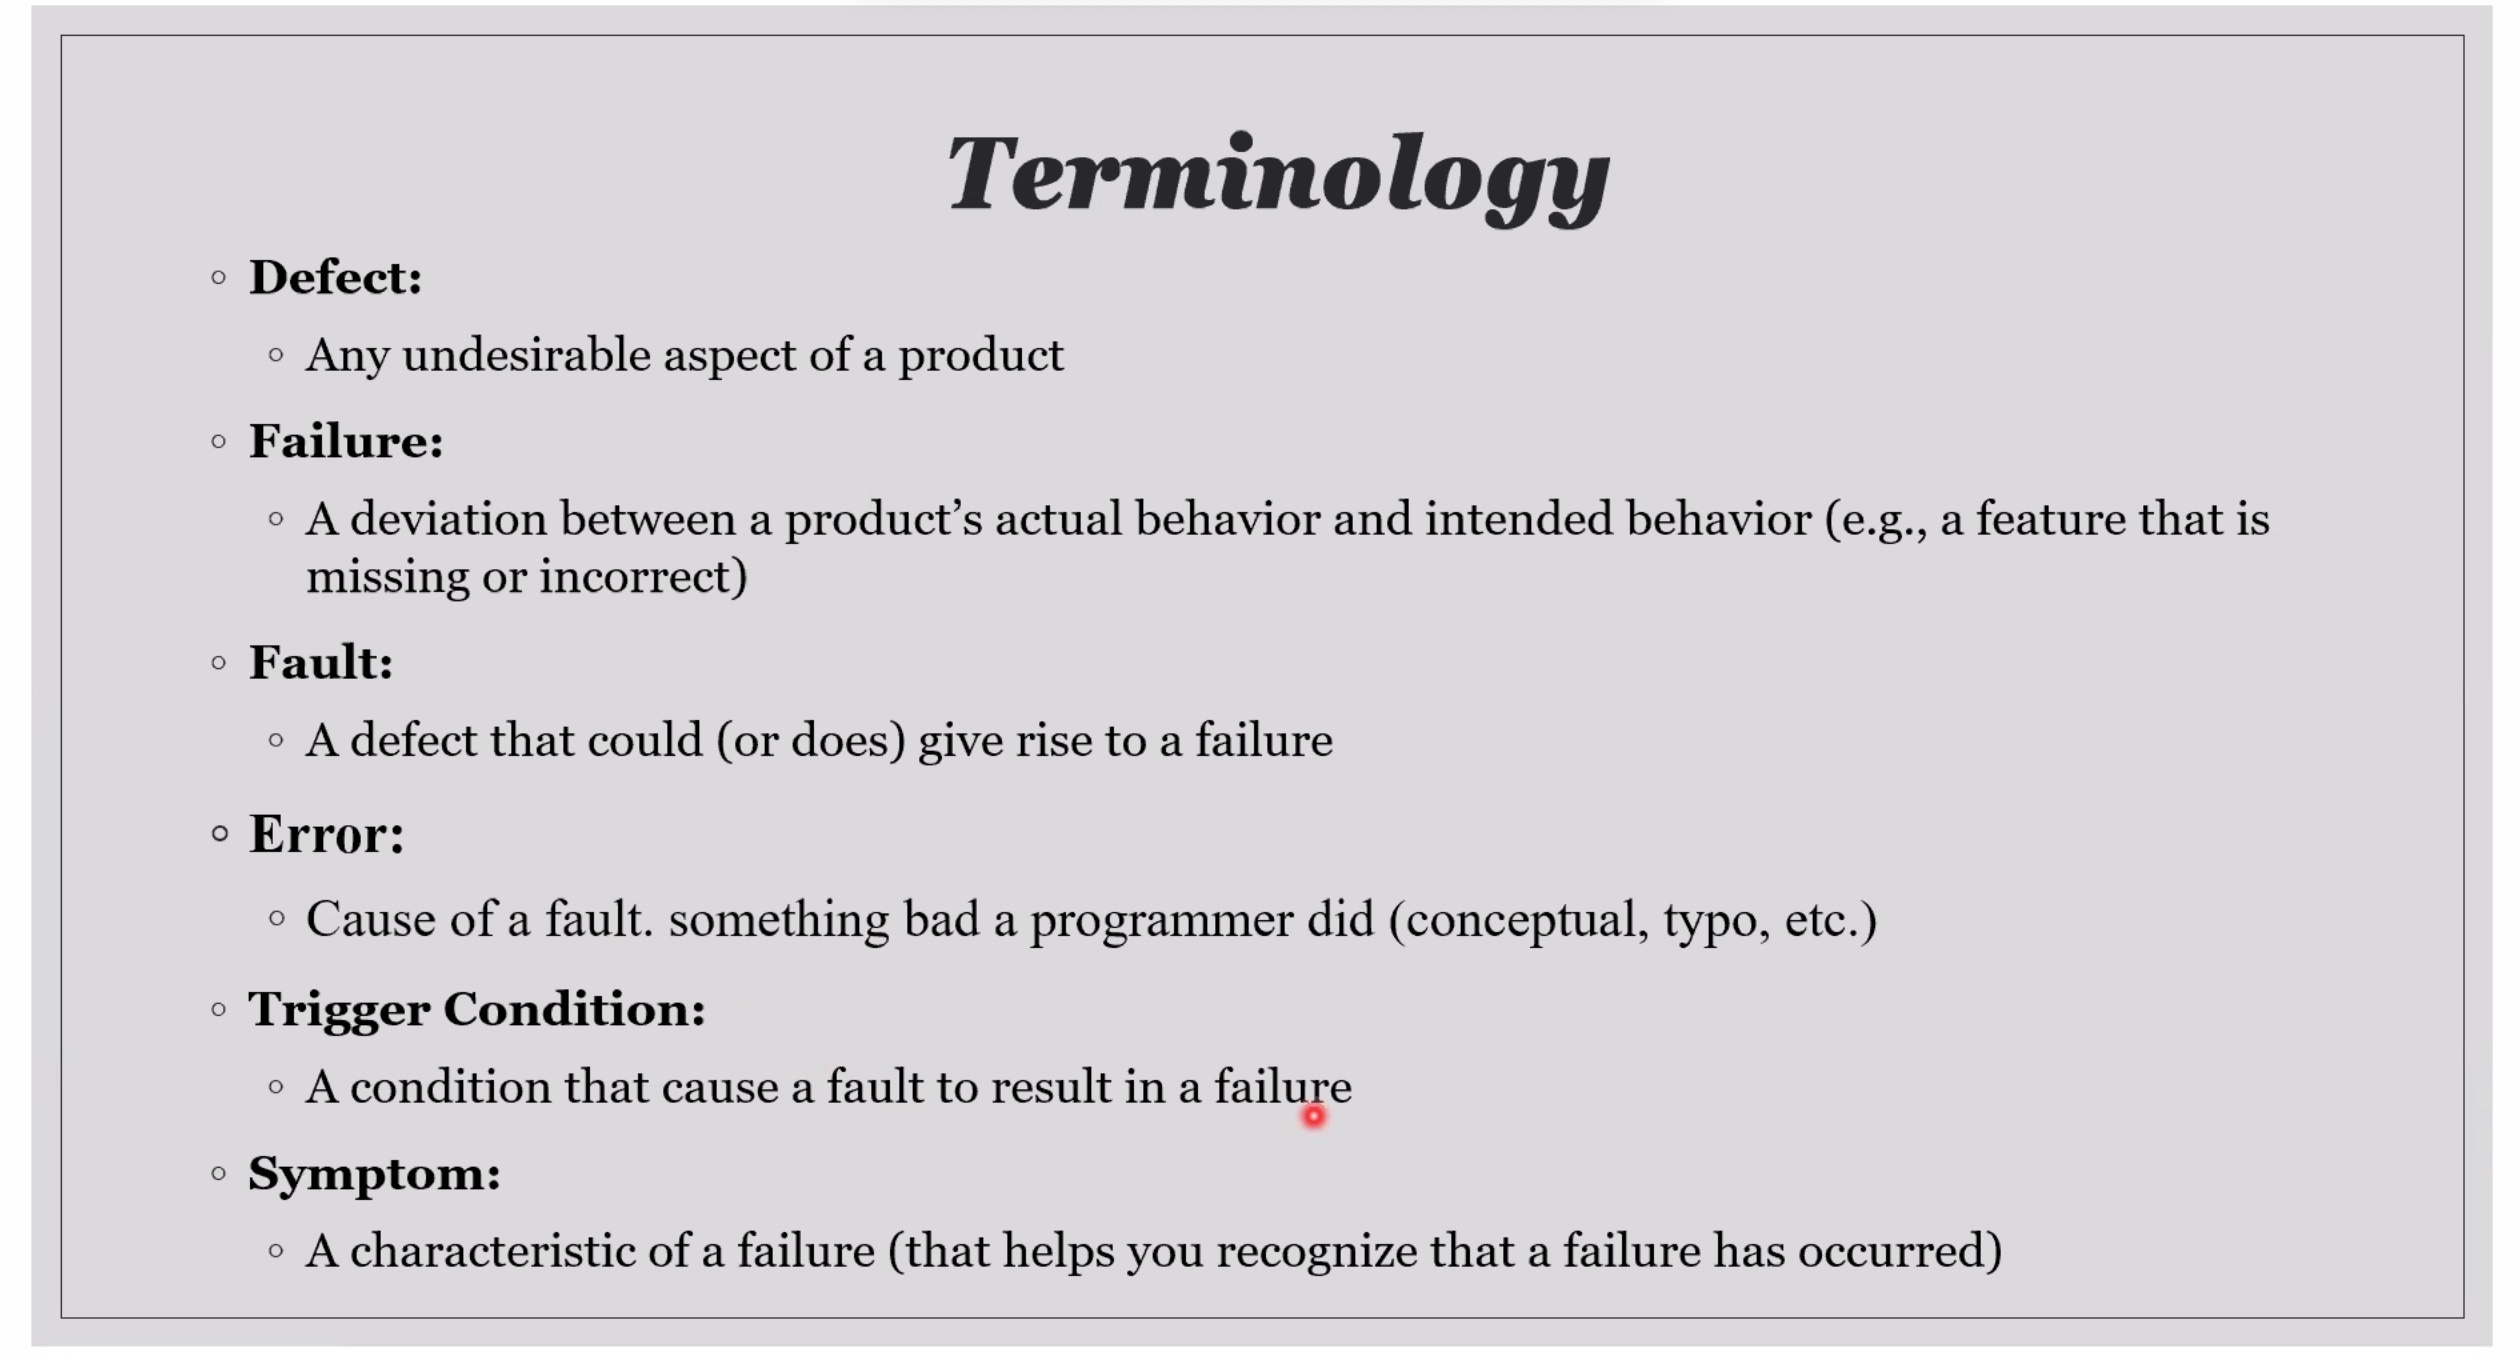 Terminology
Defect:
Any undesirable aspect of a product
Failure:
A deviation between a product’s actual behavior and intended behavior (e.g., a feature that is
missing or incorrect)
Fault:
A defect that could (or does) give rise to a failure
Error:
Cause of a fault. something bad a programmer did (conceptual, typo, etc.)
Trigger Condition:
A condition that cause a fault to result in a failure
Symptom:
A characteristic of a failure (that helps you recognize that a failure has occurred)